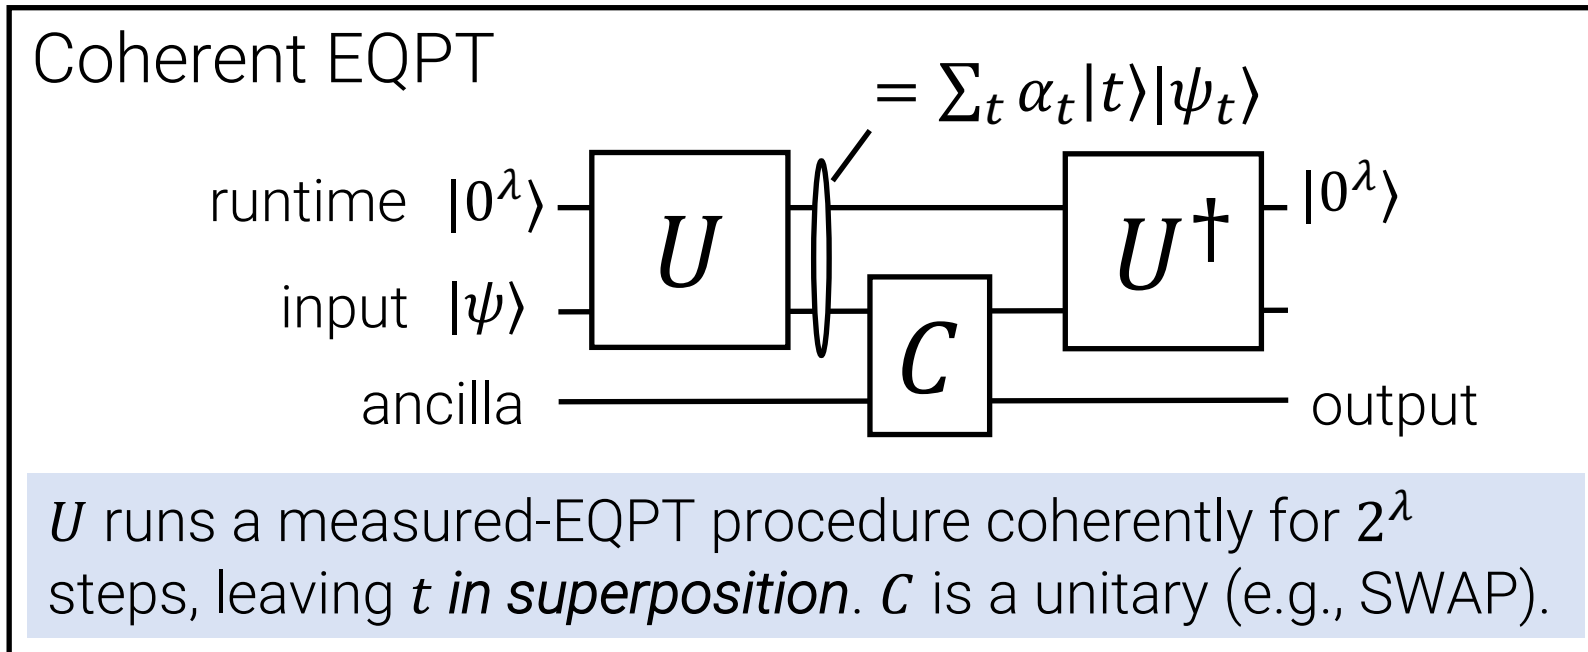 Coherent EQPT
= ∑ₜ αₜ|t⟩|ψₜ⟩
runtime |0^λ⟩ U U† |0^λ⟩
input |ψ⟩
C
ancilla output
U runs a measured-EQPT procedure coherently for 2^λ
steps, leaving t in superposition. C is a unitary (e.g., SWAP).